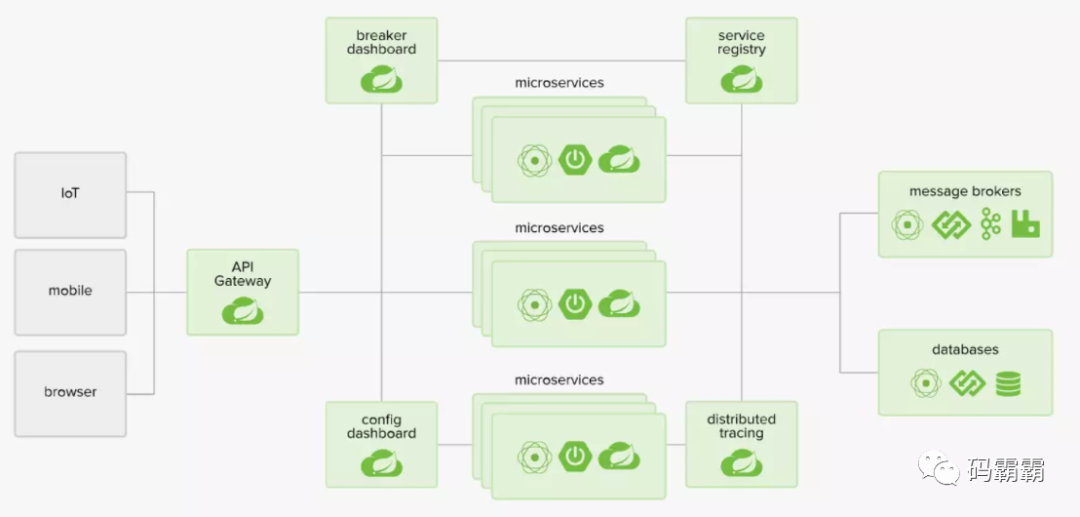 breaker
dashboard
service
registry
microservices
IoT
message brokers
microservices
API
Gateway
mobile
databases
microservices
browser
config
dashboard
distributed
tracing
码霸霸